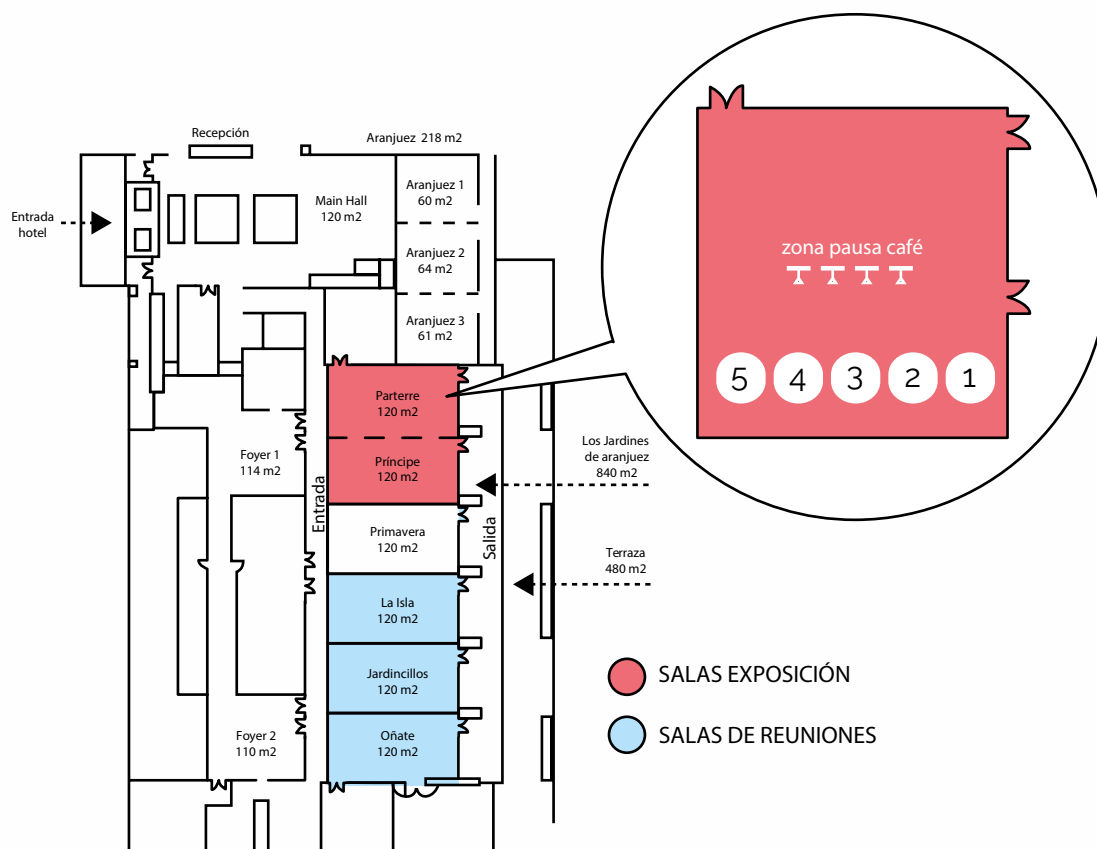 Recepción
Aranjuez 218 m2
Entrada
hotel
Main Hall
120 m2
Aranjuez 1
60 m2
Aranjuez 2
64 m2
Aranjuez 3
61 m2
zona pausa café
5 4 3 2 1
Parterre
120 m2
Príncipe
120 m2
Foyer 1
114 m2
Entrada
Los Jardines
de aranjuez
840 m2
Primavera
120 m2
Salida
Terraza
480 m2
La Isla
120 m2
Jardincillos
120 m2
Foyer 2
110 m2
Oñate
120 m2
SALAS EXPOSICIÓN
SALAS DE REUNIONES